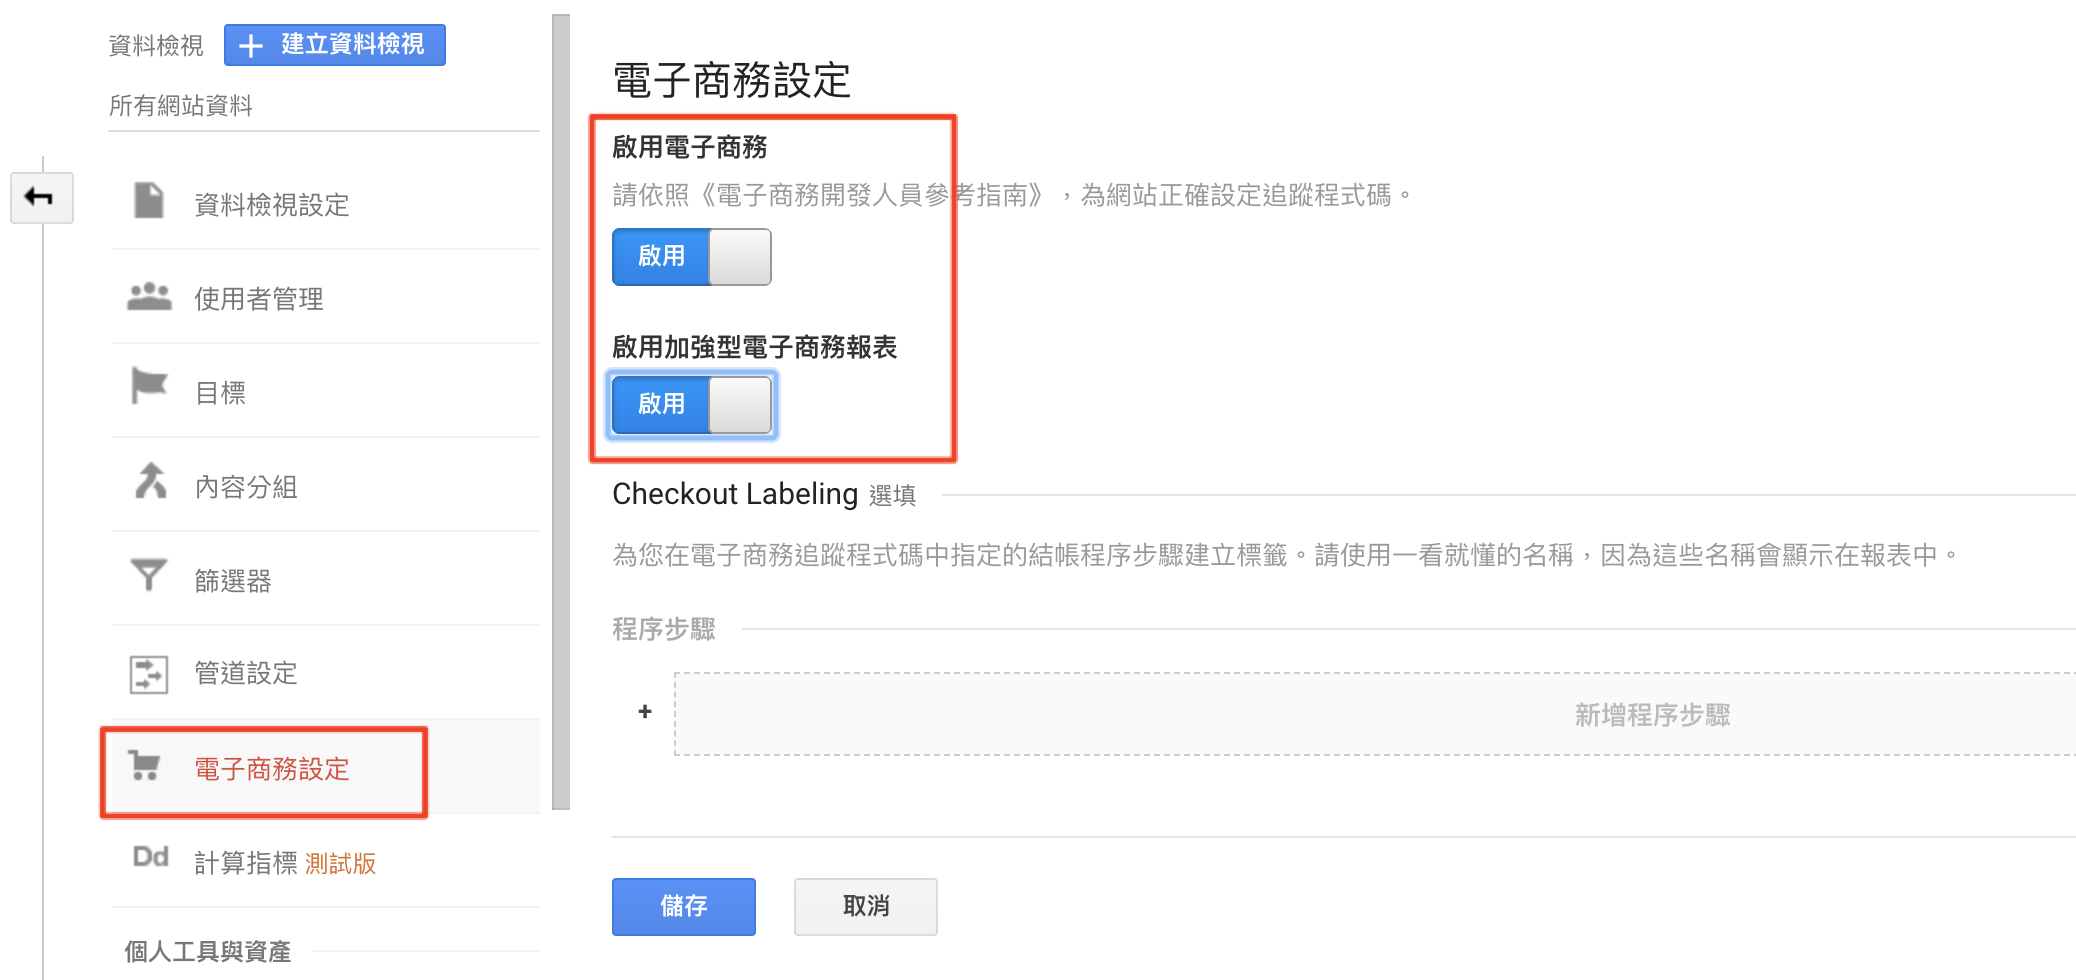 資料檢視
+ 建立資料檢視
所有網站資料
資料檢視設定
使用者管理
目標
內容分組
篩選器
管道設定
電子商務設定
Dd 計算指標 測試版
個人工具與資產
電子商務設定
啟用電子商務
請依照《電子商務開發人員參考指南》，為網站正確設定追蹤程式碼。
啟用
啟用加強型電子商務報表
啟用
Checkout Labeling 選填
為您在電子商務追蹤程式碼中指定的結帳程序步驟建立標籤。請使用一看就懂的名稱，因為這些名稱會顯示在報表中。
程序步驟
+ 新增程序步驟
儲存
取消